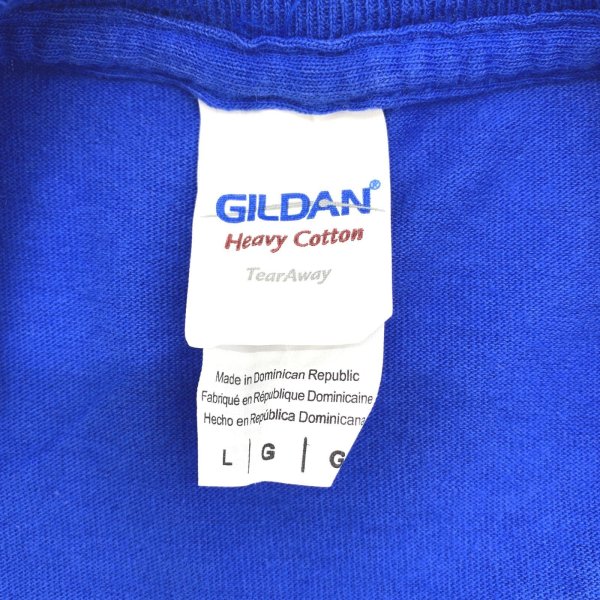 GILDAN®
Heavy Cotton
TearAway
Made in Dominican Republic
Fabriqué en République Dominicaine
Hecho en República Dominicana
L | G | G